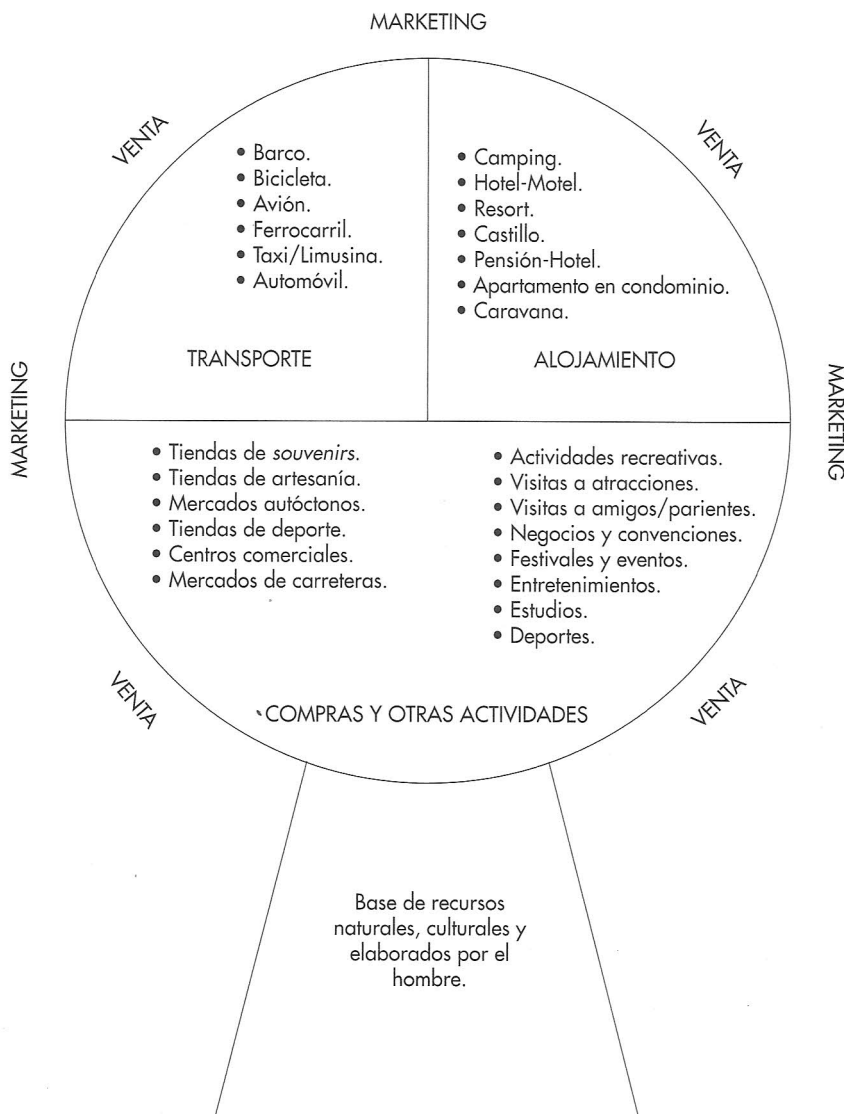 MARKETING
VENTA
VENTA
• Barco.
• Bicicleta.
• Avión.
• Ferrocarril.
• Taxi/Limusina.
• Automóvil.
TRANSPORTE
• Camping.
• Hotel-Motel.
• Resort.
• Castillo.
• Pensión-Hotel.
• Apartamento en condominio.
• Caravana.
ALOJAMIENTO
MARKETING
MARKETING
• Tiendas de souvenirs.
• Tiendas de artesanía.
• Mercados autóctonos.
• Tiendas de deporte.
• Centros comerciales.
• Mercados de carreteras.
• Actividades recreativas.
• Visitas a atracciones.
• Visitas a amigos/parientes.
• Negocios y convenciones.
• Festivales y eventos.
• Entretenimientos.
• Estudios.
• Deportes.
VENTA
VENTA
COMPRAS Y OTRAS ACTIVIDADES
Base de recursos
naturales, culturales y
elaborados por el
hombre.